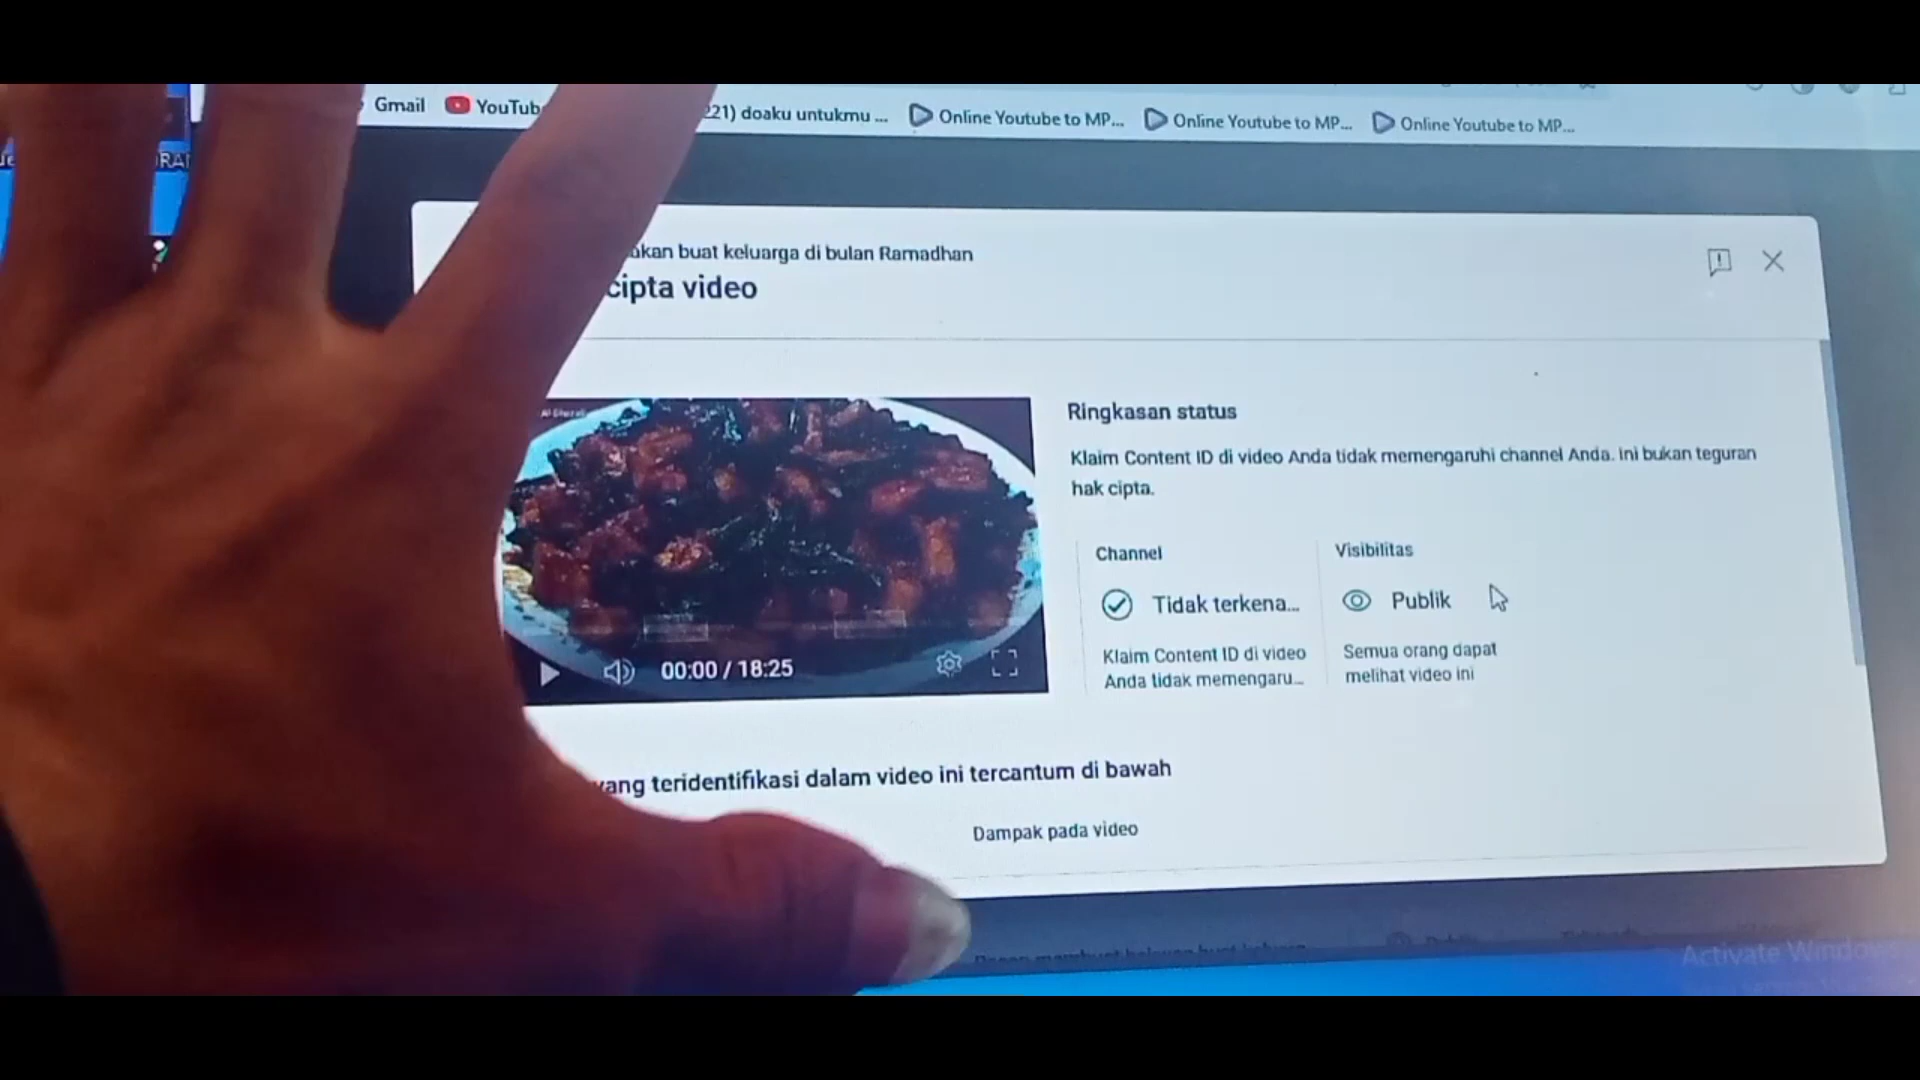 Gmail
YouTub
221) doaku untukmu ...
Online Youtube to MP...
Online Youtube to MP...
Online Youtube to MP...
RA
akan buat keluarga di bulan Ramadhan
cipta video
Ringkasan status
Klaim Content ID di video Anda tidak memengaruhi channel Anda. Ini bukan teguran
hak cipta.
Channel
Visibilitas
Tidak terkena...
Publik
Klaim Content ID di video
Anda tidak memengaru...
Semua orang dapat
melihat video ini
00:00 / 18:25
yang teridentifikasi dalam video ini tercantum di bawah
Dampak pada video
Activate Windows